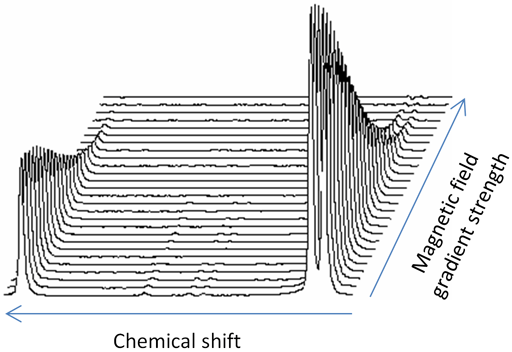 Magnetic field
gradient strength
Chemical shift